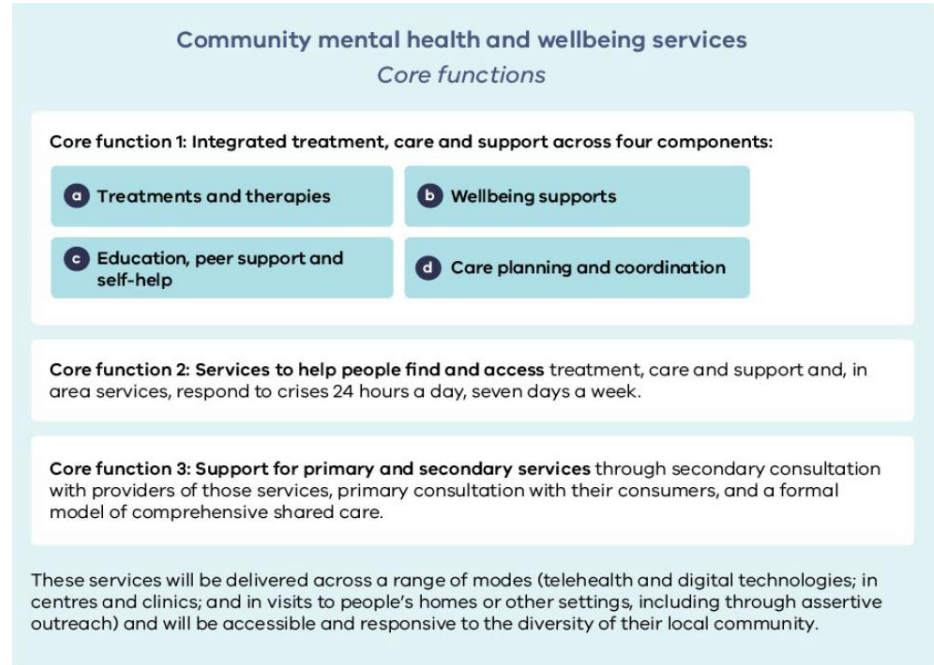 Community mental health and wellbeing services
Core functions
Core function 1: Integrated treatment, care and support across four components:
a Treatments and therapies
b Wellbeing supports
c Education, peer support and
self-help
d Care planning and coordination
Core function 2: Services to help people find and access treatment, care and support and, in
area services, respond to crises 24 hours a day, seven days a week.
Core function 3: Support for primary and secondary services through secondary consultation
with providers of those services, primary consultation with their consumers, and a formal
model of comprehensive shared care.
These services will be delivered across a range of modes (telehealth and digital technologies; in
centres and clinics; and in visits to people's homes or other settings, including through assertive
outreach) and will be accessible and responsive to the diversity of their local community.